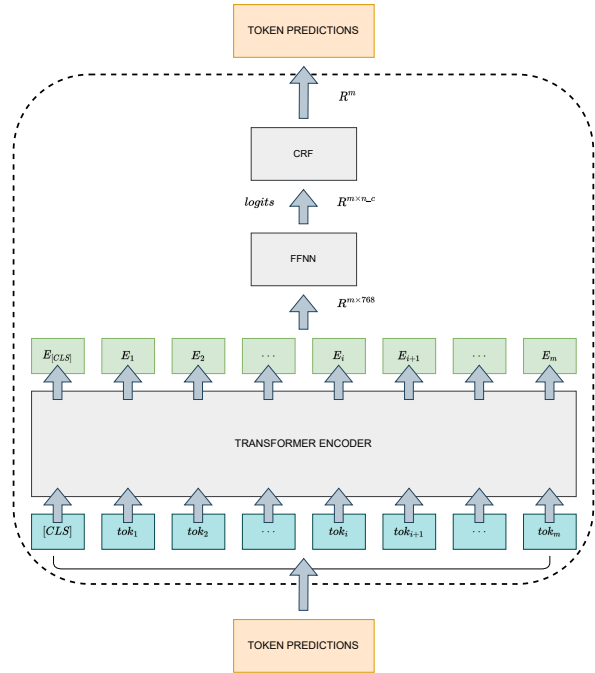 TOKEN PREDICTIONS
R^m
CRF
logits R^{m×n_c}
FFNN
R^{m×768}
E_{[CLS]} E_1 E_2 ... E_i E_{i+1} ... E_m
TRANSFORMER ENCODER
[CLS] tok_1 tok_2 ... tok_i tok_{i+1} ... tok_m
TOKEN PREDICTIONS